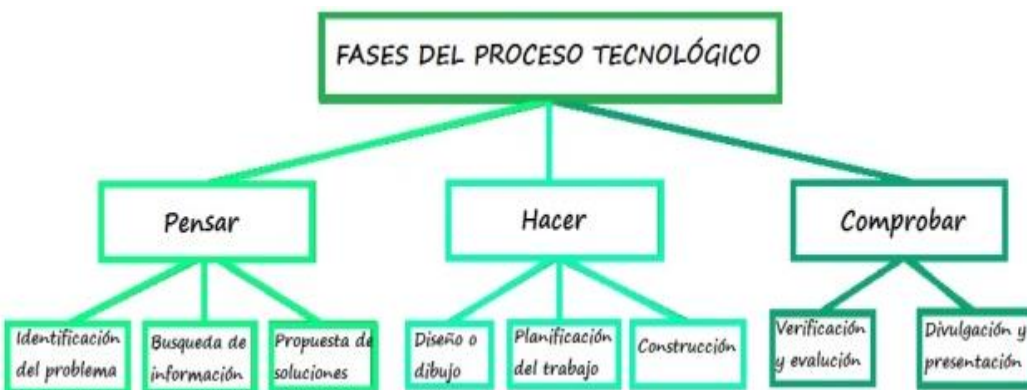 FASES DEL PROCESO TECNOLÓGICO
Pensar
Hacer
Comprobar
Identificación
del problema
Busqueda de
información
Propuesta de
soluciones
Diseño o
dibujo
Planificación
del trabajo
Construcción
Verificación
y evalución
Divulgación y
presentación